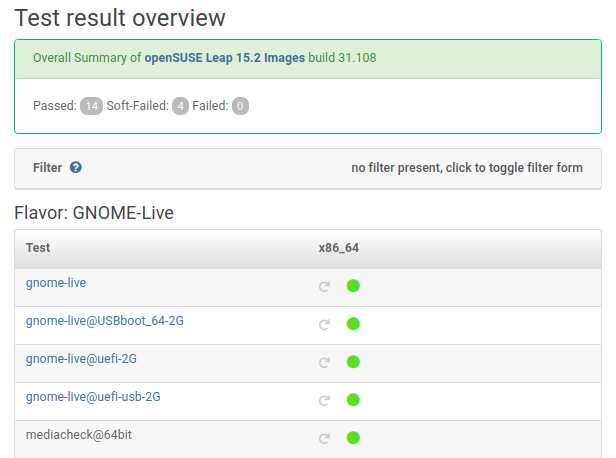 Test result overview
Overall Summary of openSUSE Leap 15.2 Images build 31.108
Passed: 14 Soft-Failed: 4 Failed: 0
Filter ? no filter present, click to toggle filter form
Flavor: GNOME-Live
Test x86_64
gnome-live
gnome-live@USBboot_64-2G
gnome-live@uefi-2G
gnome-live@uefi-usb-2G
mediacheck@64bit